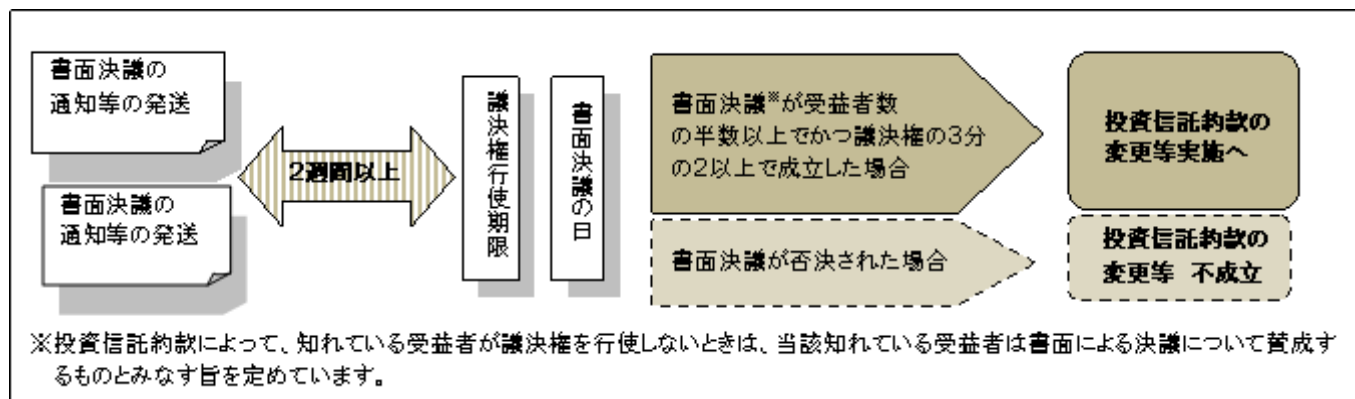 書面決議の
通知等の発送
書面決議の
通知等の発送
2週間以上
議決権行使期限
書面決議の日
書面決議※が受益者数
の半数以上でかつ議決権の3分
の2以上で成立した場合
投資信託約款の
変更等実施へ
書面決議が否決された場合
投資信託約款の
変更等 不成立
※投資信託約款によって、知れている受益者が議決権を行使しないときは、当該知れている受益者は書面による決議について賛成す
るものとみなす旨を定めています。